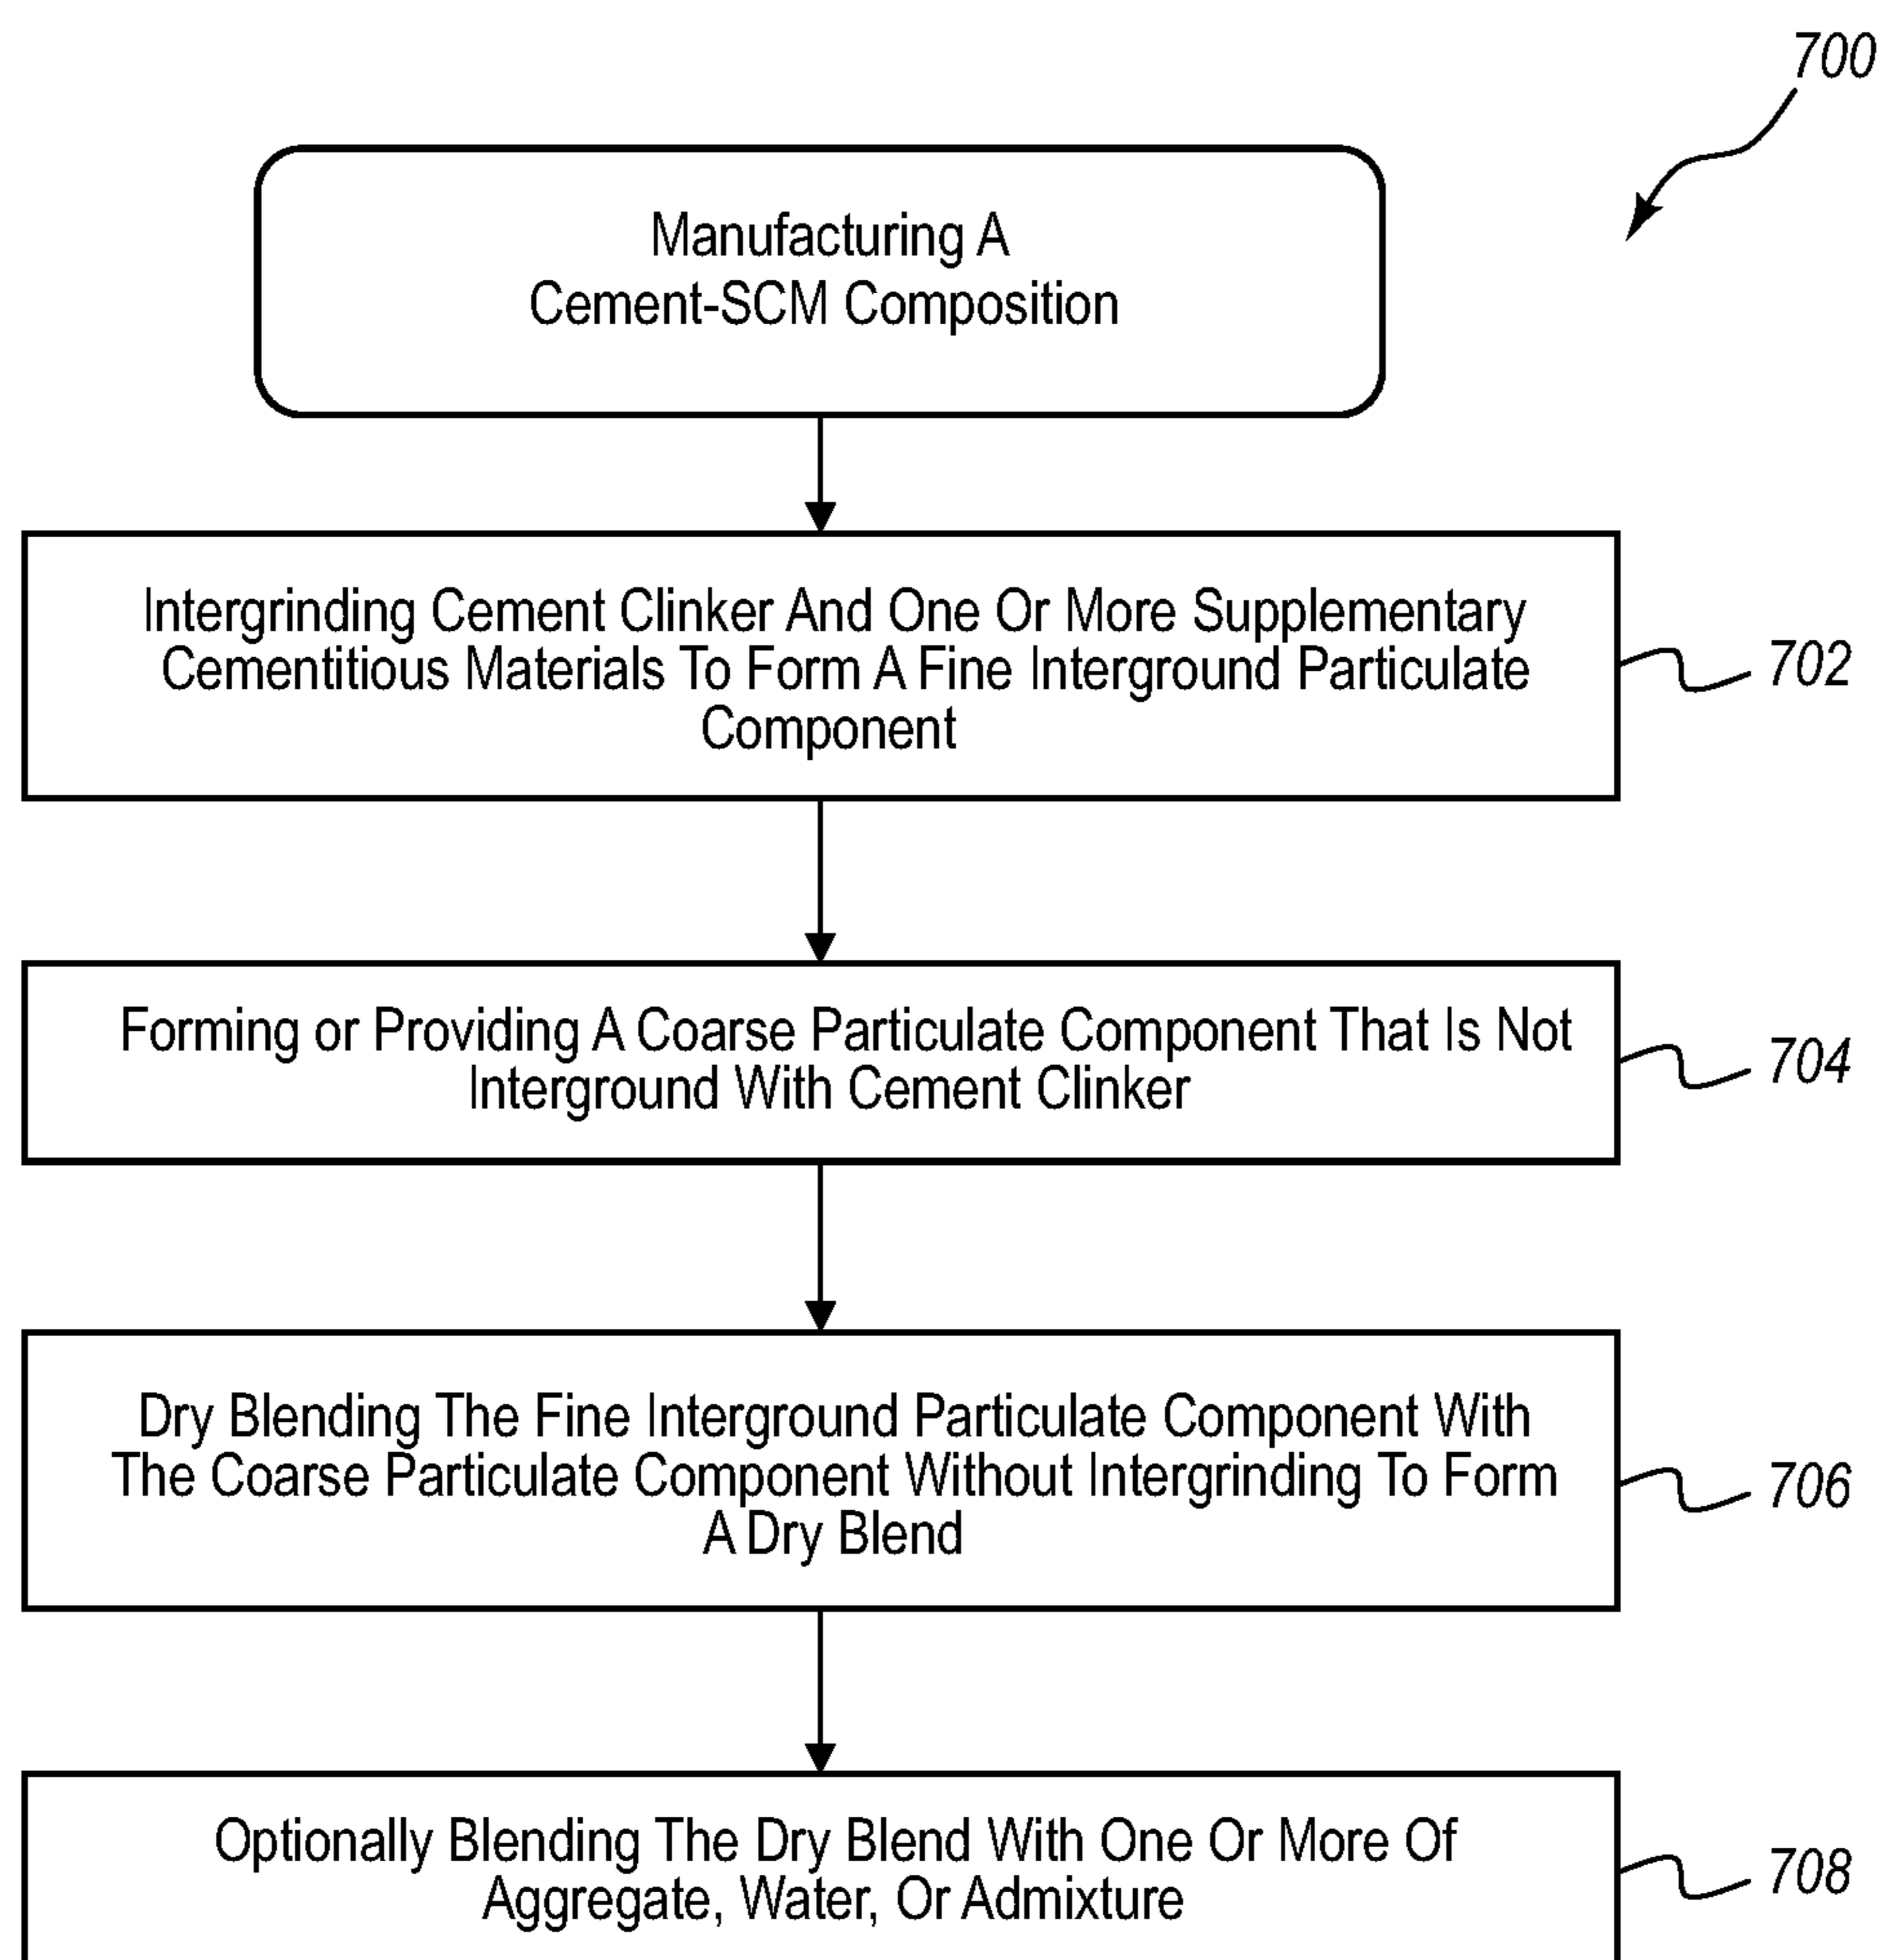 700
Manufacturing A
Cement-SCM Composition
Intergrinding Cement Clinker And One Or More Supplementary
Cementitious Materials To Form A Fine Interground Particulate
Component
702
Forming or Providing A Coarse Particulate Component That Is Not
Interground With Cement Clinker
704
Dry Blending The Fine Interground Particulate Component With
The Coarse Particulate Component Without Intergrinding To Form
A Dry Blend
706
Optionally Blending The Dry Blend With One Or More Of
Aggregate, Water, Or Admixture
708